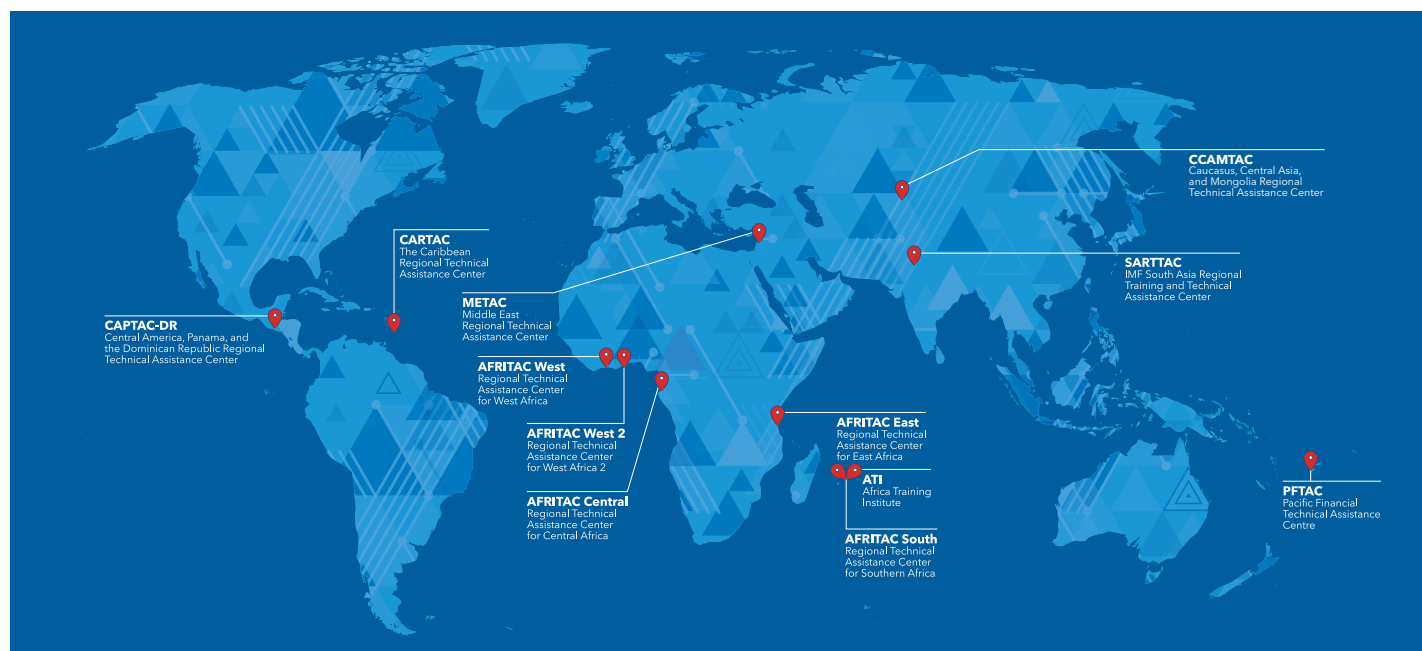 CCAMTAC
Caucasus, Central Asia,
and Mongolia Regional
Technical Assistance Center
CARTAC
The Caribbean
Regional Technical
Assistance Center
SARTTAC
IMF South Asia Regional
Training and Technical
Assistance Center
METAC
Middle East
Regional Technical
Assistance Center
CAPTAC-DR
Central America, Panama, and
the Dominican Republic Regional
Technical Assistance Center
AFRITAC West
Regional Technical
Assistance Center
for West Africa
AFRITAC West 2
Regional Technical
Assistance Center
for West Africa 2
AFRITAC East
Regional Technical
Assistance Center
for East Africa
ATI
Africa Training
Institute
PFTAC
Pacific Financial
Technical Assistance
Centre
AFRITAC Central
Regional Technical
Assistance Center
for Central Africa
AFRITAC South
Regional Technical
Assistance Center
for Southern Africa